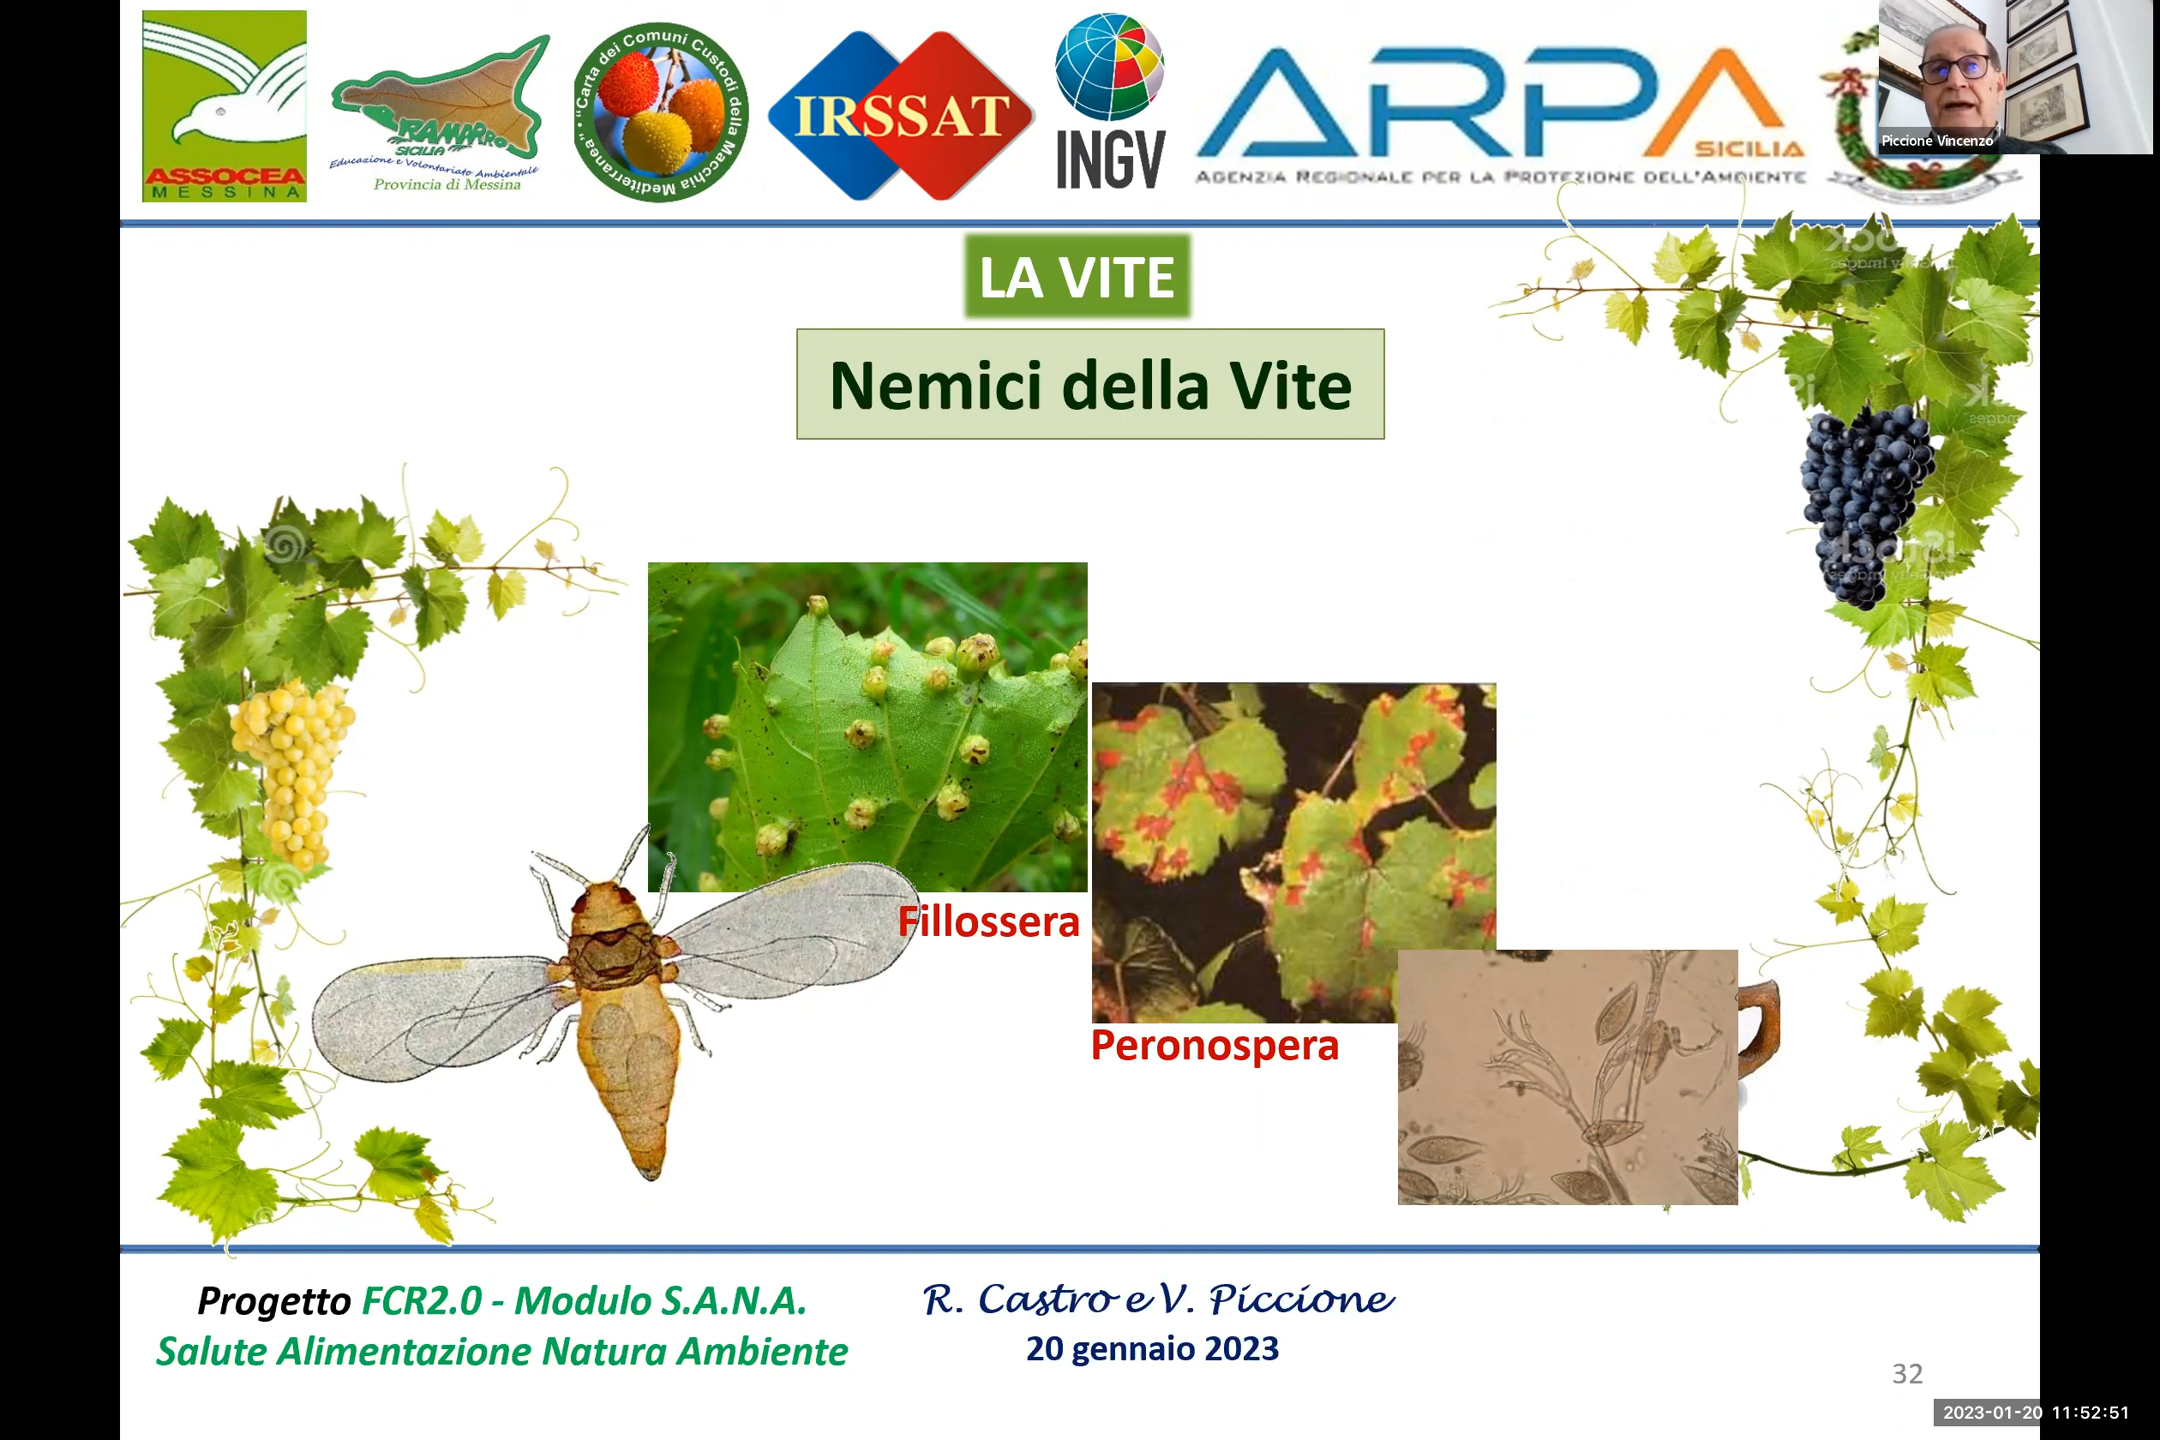 ASSOCEA
MESSINA
RAMARRO
SICILIA
Educazione e Volontariato Ambientale
Provincia di Messina
"Carta dei Comuni Custodi della Macchia Mediterranea"
IRSSAT
INGV
ARPA
SICILIA
AGENZIA REGIONALE PER LA PROTEZIONE DELL'AMBIENTE
Piccione Vincenzo
LA VITE
Nemici della Vite
Fillossera
Peronospera
Progetto FCR2.0 - Modulo S.A.N.A.
Salute Alimentazione Natura Ambiente
R. Castro e V. Piccione
20 gennaio 2023
32
2023-01-20 11:52:51